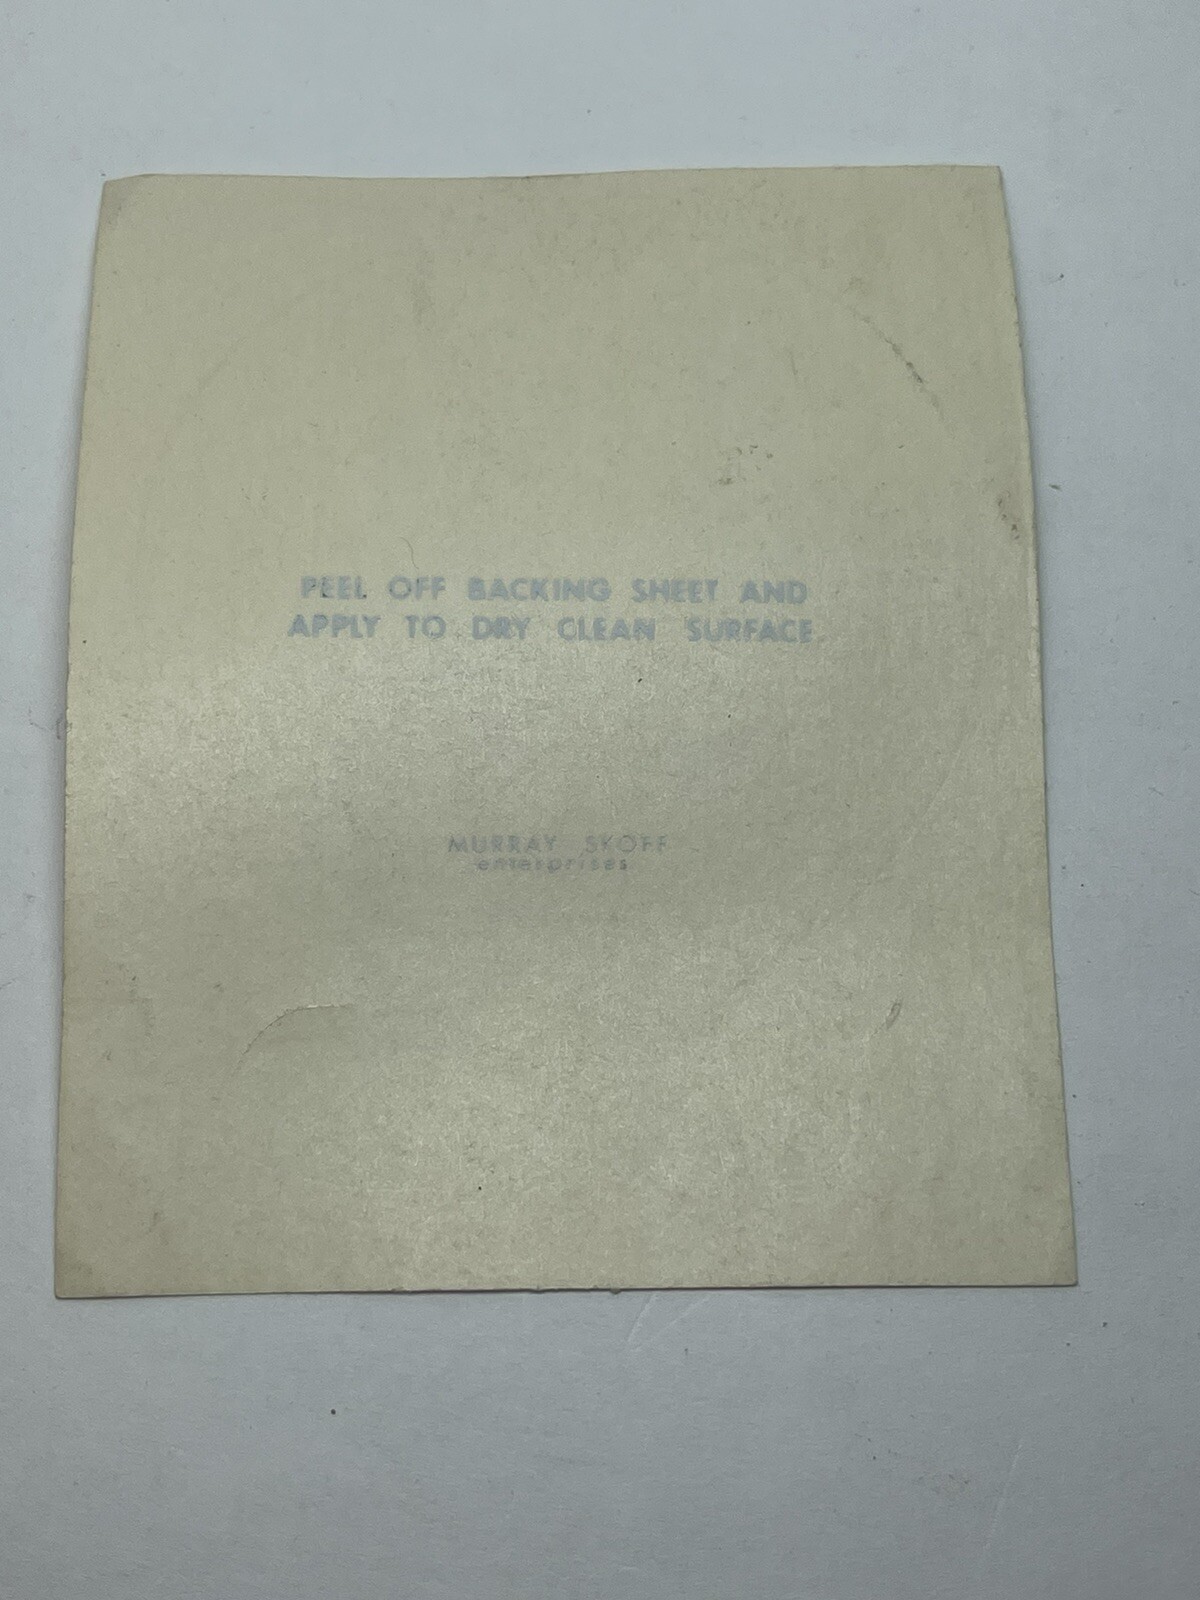 PEEL OFF BACKING SHEET AND
APPLY TO DRY CLEAN SURFACE
MURRAY SKOFF
enterprises